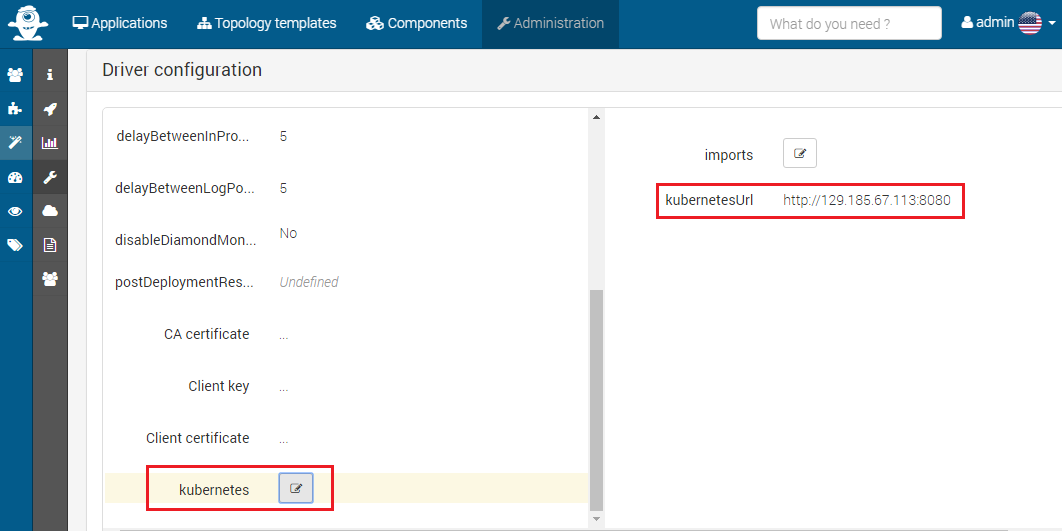 Applications
Topology templates
Components
Administration
What do you need ?
admin
Driver configuration
delayBetweenInPro...
5
delayBetweenLogPo...
5
disableDiamondMon...
No
postDeploymentRes...
Undefined
CA certificate
...
Client key
...
Client certificate
...
kubernetes
imports
kubernetesUrl
http://129.185.67.113:8080